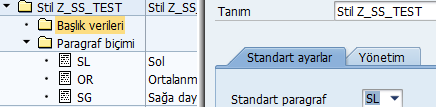 Stil Z_SS_TEST Stil Z_SS
Başlık verileri
Paragraf biçimi
SL Sol
OR Ortalanm
SG Sağa day
Tanım Stil Z_SS_TEST
Standart ayarlar Yönetim
Standart paragraf SL